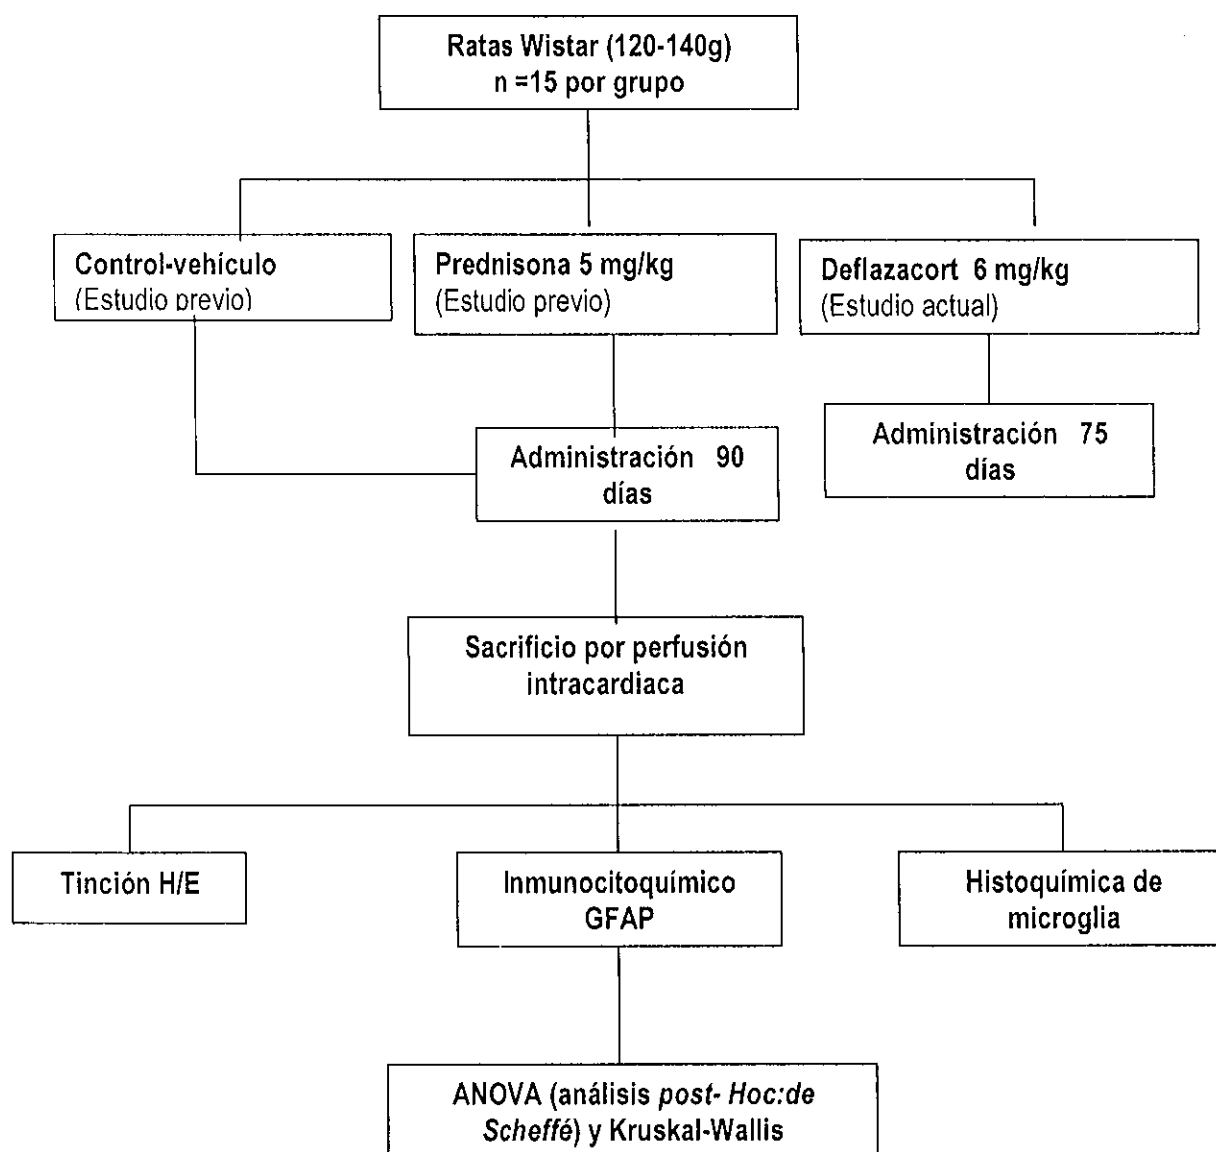 Ratas Wistar (120-140g)
n =15 por grupo
Control-vehículo
(Estudio previo)
Prednisona 5 mg/kg
(Estudio previo)
Deflazacort 6 mg/kg
(Estudio actual)
Administración 90
días
Administración 75
días
Sacrificio por perfusión
intracardiaca
Tinción H/E
Inmunocitoquímico
GFAP
Histoquímica de
microglia
ANOVA (análisis post- Hoc:de
Scheffé) y Kruskal-Wallis